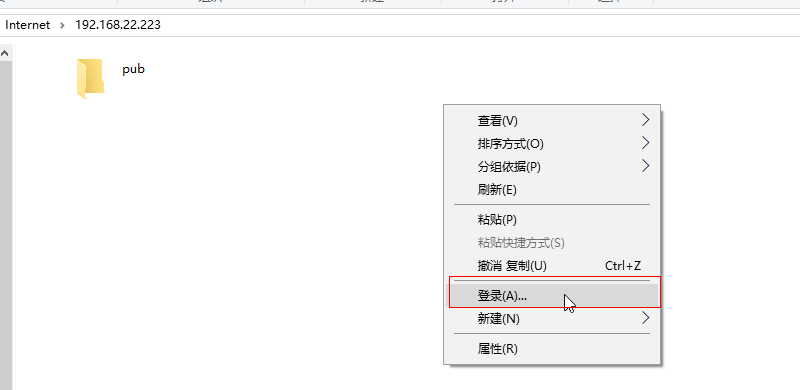 Internet > 192.168.22.223
pub
查看(V)
排序方式(O)
分组依据(P)
刷新(E)
粘贴(P)
粘贴快捷方式(S)
撤消 复制(U) Ctrl+Z
登录(A)...
新建(N)
属性(R)